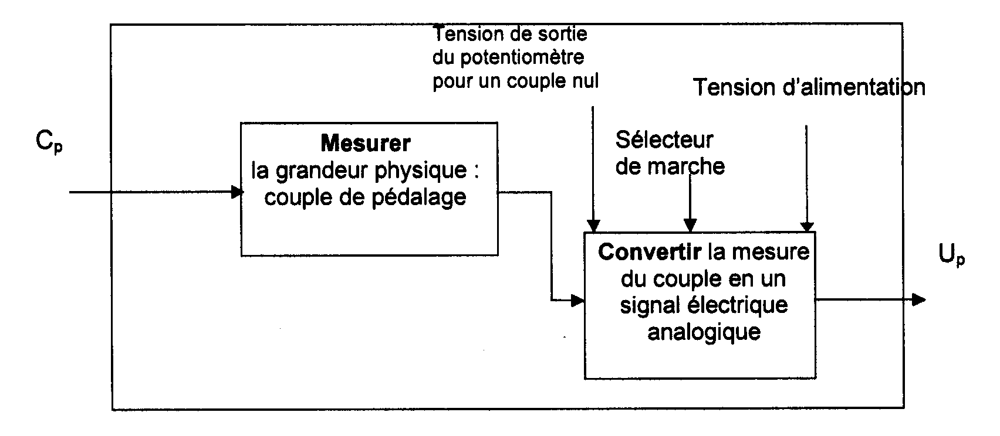 Tension de sortie
du potentiomètre
pour un couple nul
Tension d'alimentation
Cp
Mesurer
la grandeur physique :
couple de pédalage
Sélecteur
de marche
Convertir la mesure
du couple en un
signal électrique
analogique
Up